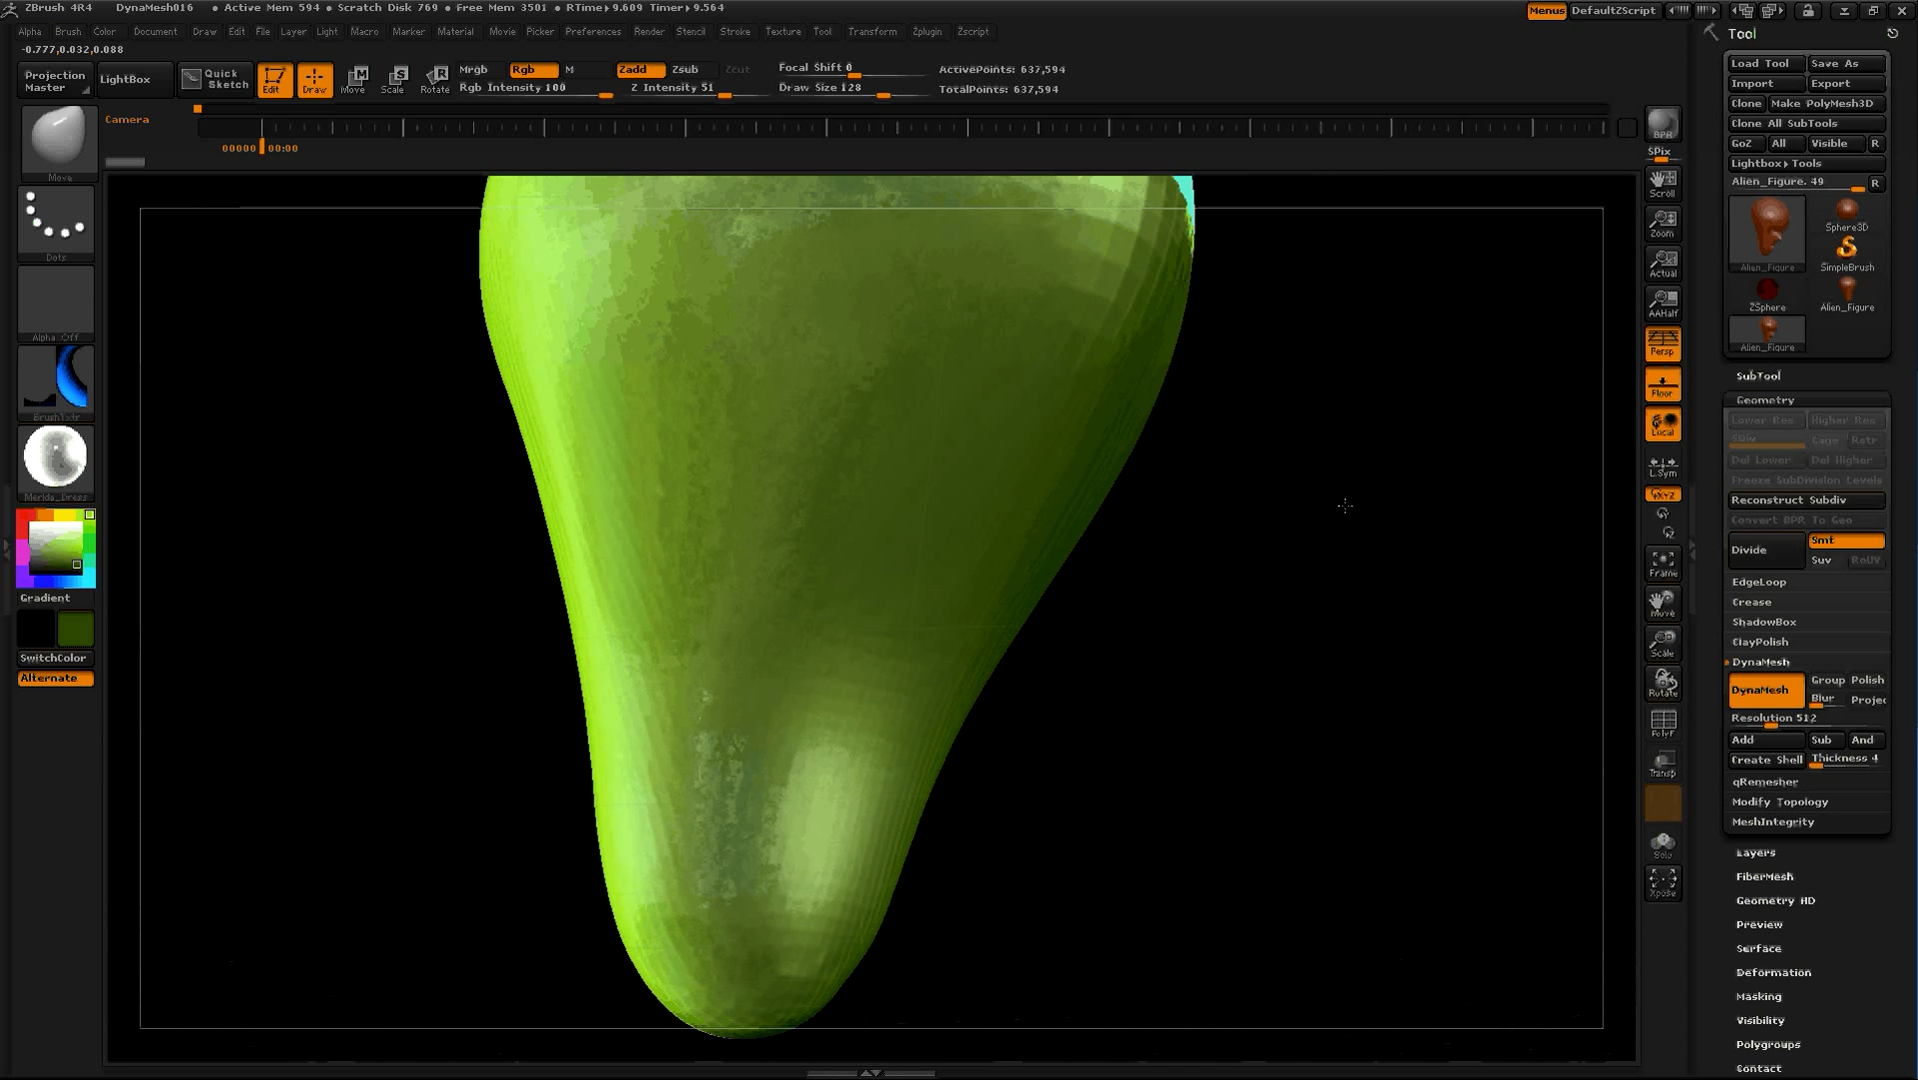 ZBrush 4R4 DynaMesh016 • Active Mem 594 • Scratch Disk 769 • Free Mem 3501 • RTime▸9.609 Timer▸9.564 Menus DefaultZScript
Alpha Brush Color Document Draw Edit File Layer Light Macro Marker Material Movie Picker Preferences Render Stencil Stroke Texture Tool Transform Zplugin Zscript
-0.777,0.032,0.088
Projection Master
LightBox
Quick Sketch
Edit Draw Move Scale Rotate
Mrgb Rgb M Zadd Zsub Zcut
Rgb Intensity 100 Z Intensity 51
Focal Shift 0
Draw Size 128
ActivePoints: 637,594
TotalPoints: 637,594
Camera
00000 00:00
Move
Dots
Alpha Off
BrushTxtr
Merida_Dress
Gradient
SwitchColor
Alternate
BPR
SPix
Scroll
Zoom
Actual
AAHalf
Persp
Floor
Local
L.Sym
Frame
Move
Scale
Rotate
PolyF
Transp
Solo
Xpose
Tool
Load Tool Save As
Import Export
Clone Make PolyMesh3D
Clone All SubTools
GoZ All Visible R
Lightbox▸Tools
Alien_Figure. 49 R
Alien_Figure
Sphere3D
SimpleBrush
ZSphere
Alien_Figure
Alien_Figure
SubTool
Geometry
Lower Res Higher Res
SDiv Cage Rstr
Del Lower Del Higher
Freeze SubDivision Levels
Reconstruct Subdiv
Convert BPR To Geo
Divide Smt
Suv RelUV
EdgeLoop
Crease
ShadowBox
ClayPolish
DynaMesh
DynaMesh Group Polish
Blur Projec
Resolution 512
Add Sub And
Create Shell Thickness 4
qRemesher
Modify Topology
MeshIntegrity
Layers
FiberMesh
Geometry HD
Preview
Surface
Deformation
Masking
Visibility
Polygroups
Contact